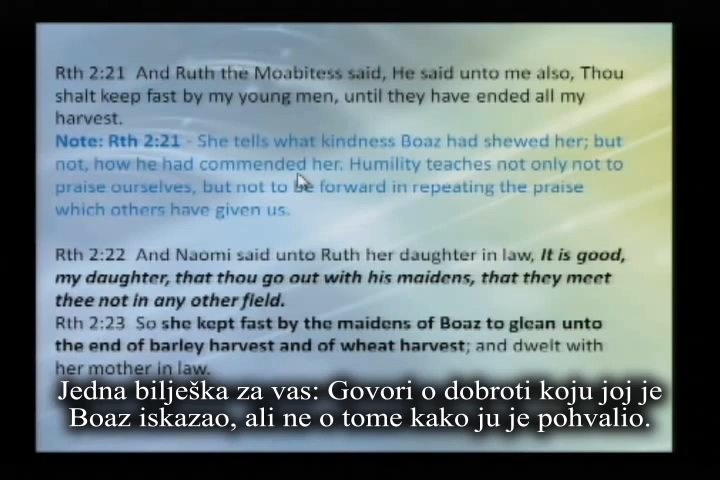 Rth 2:21 And Ruth the Moabitess said, He said unto me also, Thou
shalt keep fast by my young men, until they have ended all my
harvest.
Note: Rth 2:21 - She tells what kindness Boaz had shewed her; but
not, how he had commended her. Humility teaches not only not to
praise ourselves, but not to be forward in repeating the praise
which others have given us.
Rth 2:22 And Naomi said unto Ruth her daughter in law, It is good,
my daughter, that thou go out with his maidens, that they meet
thee not in any other field.
Rth 2:23 So she kept fast by the maidens of Boaz to glean unto
the end of barley harvest and of wheat harvest; and dwelt with
her mother in law.
Jedna bilješka za vas: Govori o dobroti koju joj je
Boaz iskazao, ali ne o tome kako ju je pohvalio.